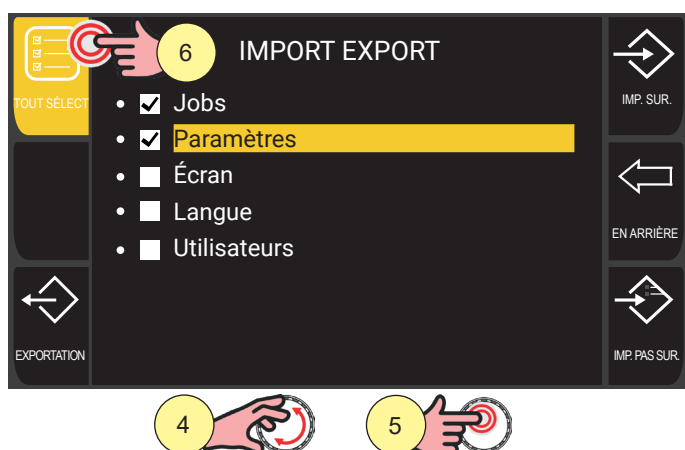 6
IMPORT EXPORT
TOUT SÉLECT
IMP. SUR.
• Jobs
• Paramètres
• Écran
• Langue
• Utilisateurs
EN ARRIÈRE
EXPORTATION
IMP. PAS SUR.
4
5